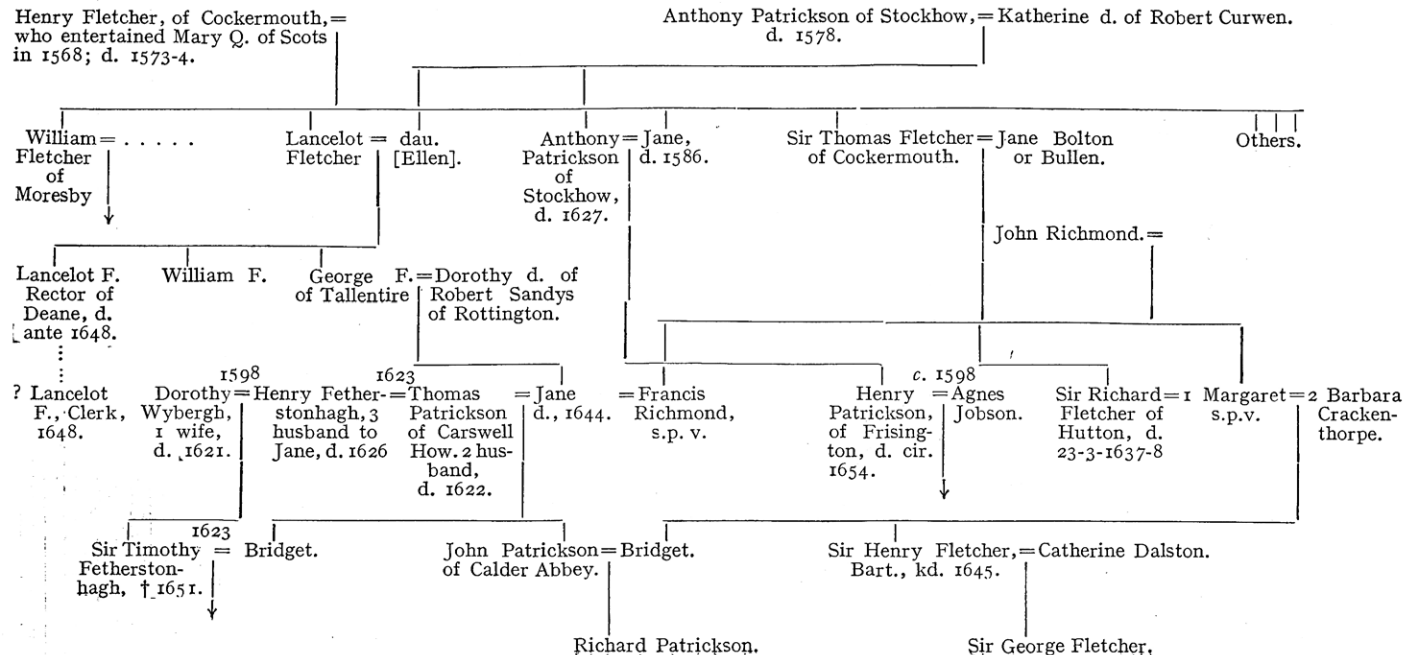 Henry Fletcher, of Cockermouth,=
who entertained Mary Q. of Scots
in 1568; d. 1573-4.
Anthony Patrickson of Stockhow,= Katherine d. of Robert Curwen.
d. 1578.
William= . . . . .
Fletcher
of
Moresby
Lancelot = dau.
Fletcher [Ellen].
Anthony=Jane,
Patrickson d. 1586.
of
Stockhow,
d. 1627.
Sir Thomas Fletcher=Jane Bolton
of Cockermouth. or Bullen.
Others.
John Richmond.=
Lancelot F.
Rector of
Deane, d.
ante 1648.
William F.
George F.=Dorothy d. of
of Tallentire Robert Sandys
of Rottington.
? Lancelot
F., Clerk,
1648.
1598
Dorothy=Henry Fether-
Wybergh, stonhagh, 3
1 wife, husband to
d. 1621. Jane, d. 1626
1623
=Thomas =Jane
Patrickson d., 1644.
of Carswell
How. 2 hus-
band,
d. 1622.
=Francis
Richmond,
s.p. v.
c. 1598
Henry =Agnes
Patrickson, Jobson.
of Frising-
ton, d. cir.
1654.
Sir Richard=1 Margaret=2 Barbara
Fletcher of s.p.v. Cracken-
Hutton, d. thorpe.
23-3-1637-8
1623
Sir Timothy = Bridget.
Fetherston-
hagh, † 1651.
John Patrickson=Bridget.
of Calder Abbey.
Sir Henry Fletcher,=Catherine Dalston.
Bart., kd. 1645.
Richard Patrickson.
Sir George Fletcher,